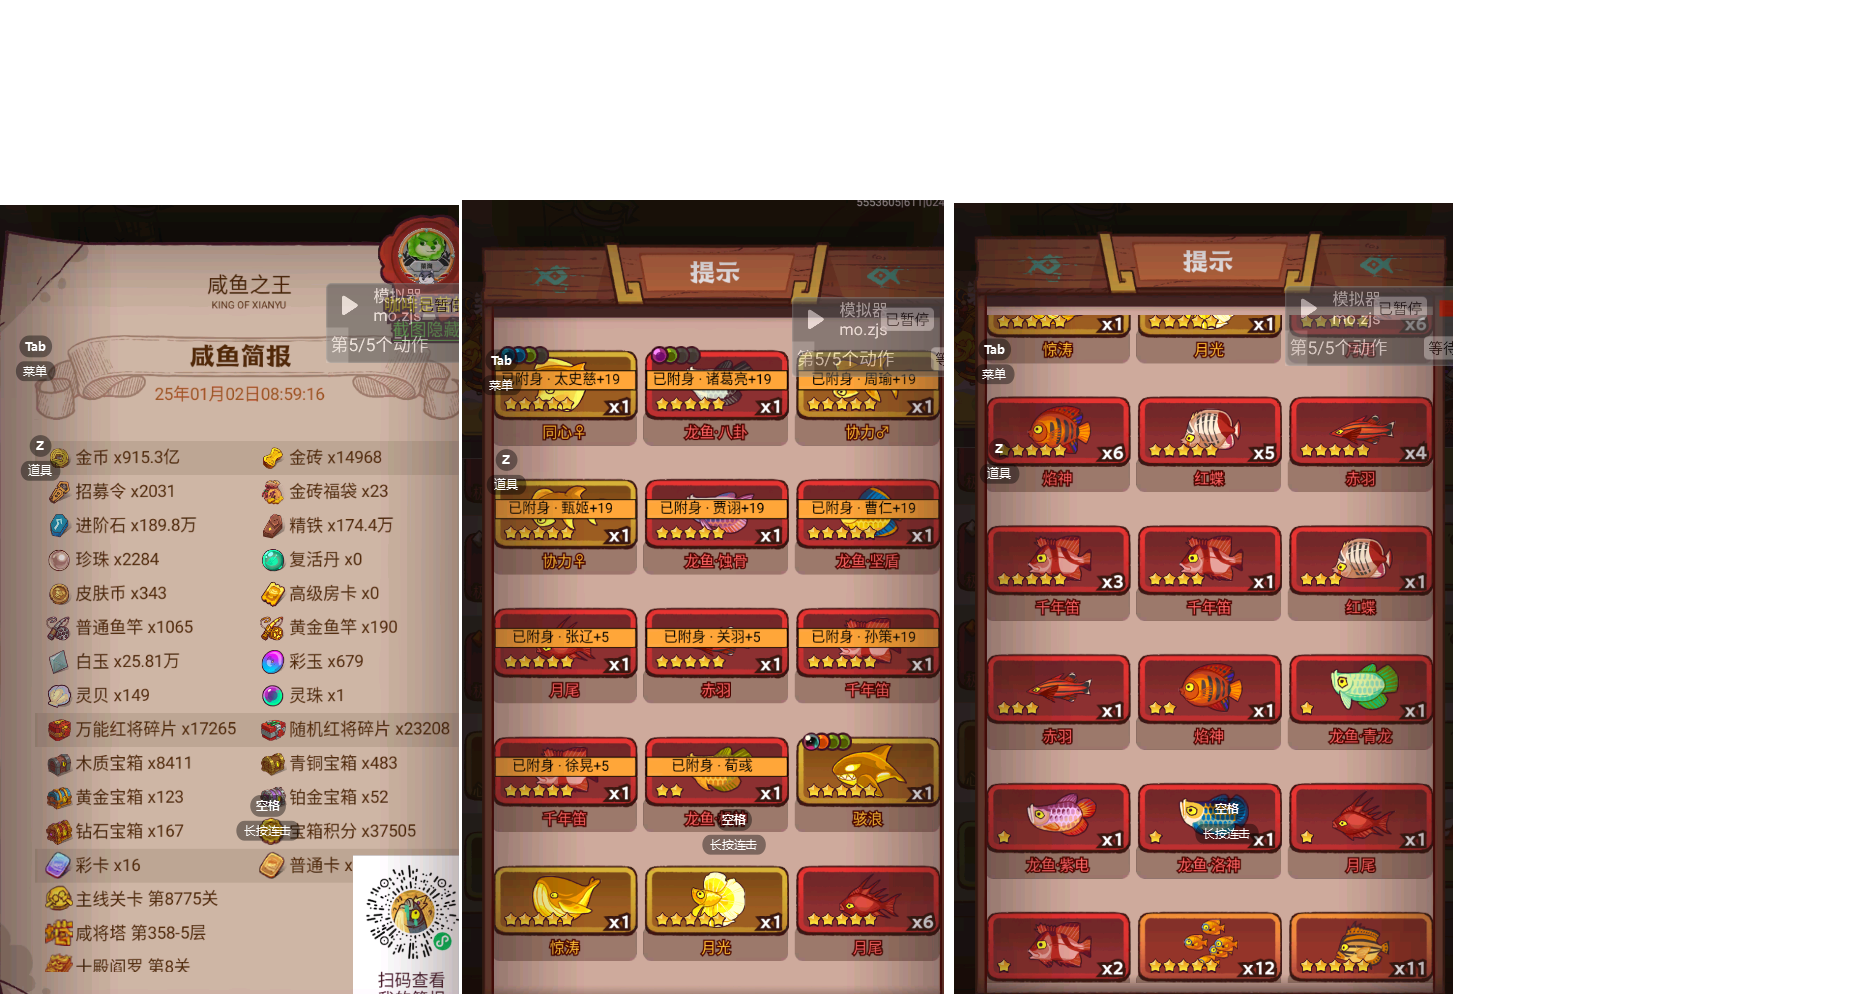 咸鱼之王
KING OF XIANYU
模拟器
已暂停
mo.zjs
截图隐藏
第5/5个动作
Tab
菜单
咸鱼简报
25年01月02日08:59:16
Z
道具
金币 x915.3亿
金砖 x14968
招募令 x2031
金砖福袋 x23
进阶石 x189.8万
精铁 x174.4万
珍珠 x2284
复活丹 x0
皮肤币 x343
高级房卡 x0
普通鱼竿 x1065
黄金鱼竿 x190
白玉 x25.81万
彩玉 x679
灵贝 x149
灵珠 x1
万能红将碎片 x17265
随机红将碎片 x23208
木质宝箱 x8411
青铜宝箱 x483
黄金宝箱 x123
铂金宝箱 x52
空格
长按连击
钻石宝箱 x167
宝箱积分 x37505
彩卡 x16
普通卡 x
主线关卡 第8775关
咸将塔 第358-5层
十殿阎罗 第8关
扫码查看
5553605|611|024
提示
模拟器
已暂停
mo.zjs
第5/5个动作
Tab
菜单
已附身 · 太史慈+19
已附身 · 诸葛亮+19
已附身 · 周瑜+19
x1
x1
x1
同心♀
龙鱼·八卦
协力♂
Z
道具
已附身 · 甄姬+19
已附身 · 贾诩+19
已附身 · 曹仁+19
x1
x1
x1
协力♀
龙鱼·蚀骨
龙鱼·坚盾
已附身 · 张辽+5
已附身 · 关羽+5
已附身 · 孙策+19
x1
x1
x1
月尾
赤羽
千年笛
已附身 · 徐晃+5
已附身 · 荀彧
x1
x1
x1
千年笛
龙鱼
空格
骇浪
长按连击
x1
x1
x6
惊涛
月光
月尾
提示
模拟器
已暂停
mo.zjs
第5/5个动作
等待
x1
x1
x6
惊涛
月光
Tab
菜单
Z
道具
x6
x5
x4
焰神
红蝶
赤羽
x3
x1
x1
千年笛
千年笛
红蝶
x1
x1
x1
赤羽
焰神
龙鱼·青龙
空格
长按连击
x1
x1
x1
龙鱼·紫电
龙鱼·洛神
月尾
x2
x12
x11